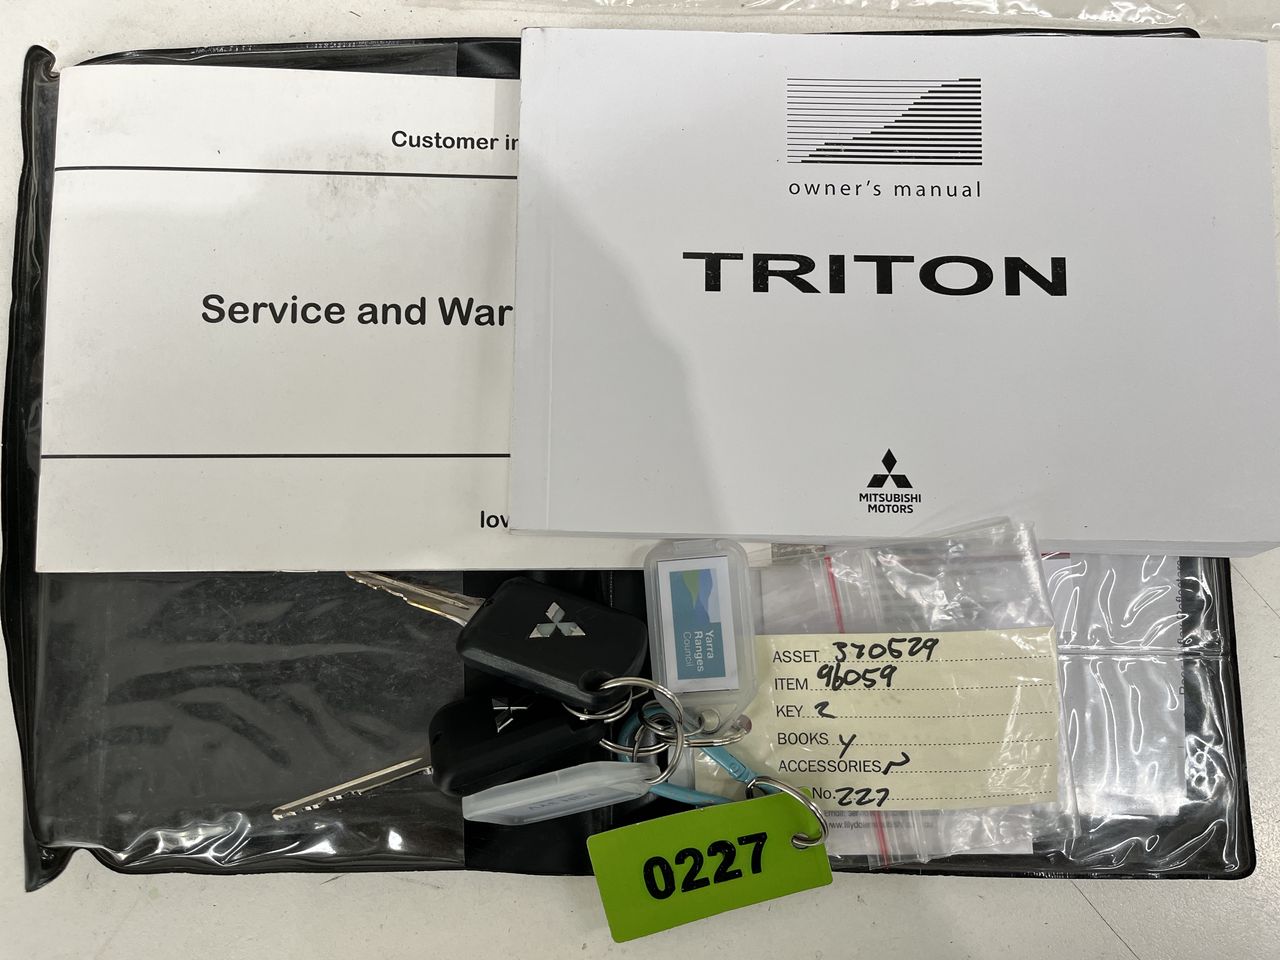 Customer in
Service and War
lov
owner's manual
TRITON
MITSUBISHI
MOTORS
Yarra
Ranges
Council
ASSET 370529
ITEM 96059
KEY 2
BOOKS Y
ACCESSORIES N
No. 227
0227